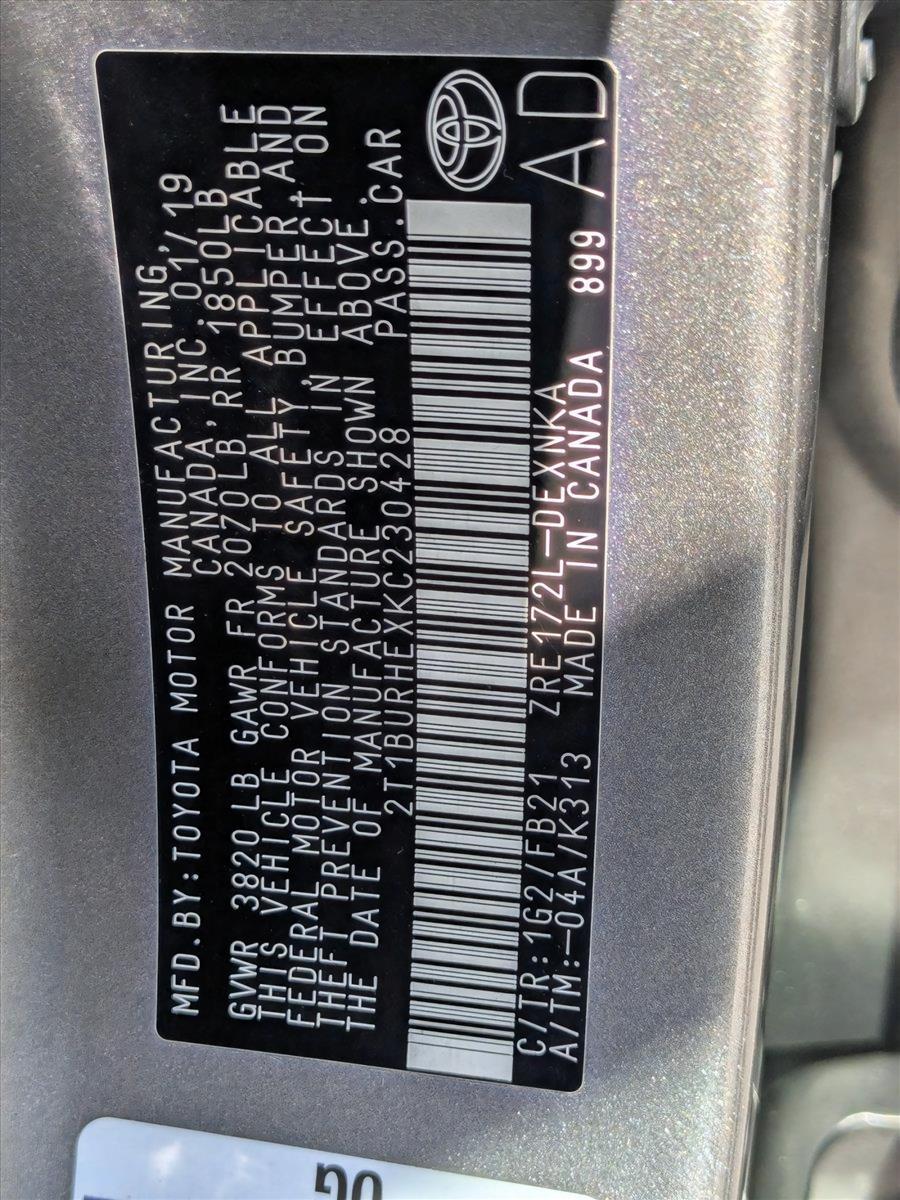 MFD.BY:TOYOTA MOTOR MANUFACTURING,
CANADA, INC. 01/19
GVWR 3820 LB GAWR FR 2070LB, RR 1850LB
THIS VEHICLE CONFORMS TO ALL APPLICABLE
FEDERAL MOTOR VEHICLE SAFETY, BUMPER, AND
THEFT PREVENTION STANDARDS IN EFFECT ON
THE DATE OF MANUFACTURE SHOWN ABOVE.
2T1BURHEXKC230428 PASS.CAR
C/TR:1G2/FB21 ZRE172L-DEXNKA AD
A/TM:-04A/K313 MADE IN CANADA 899